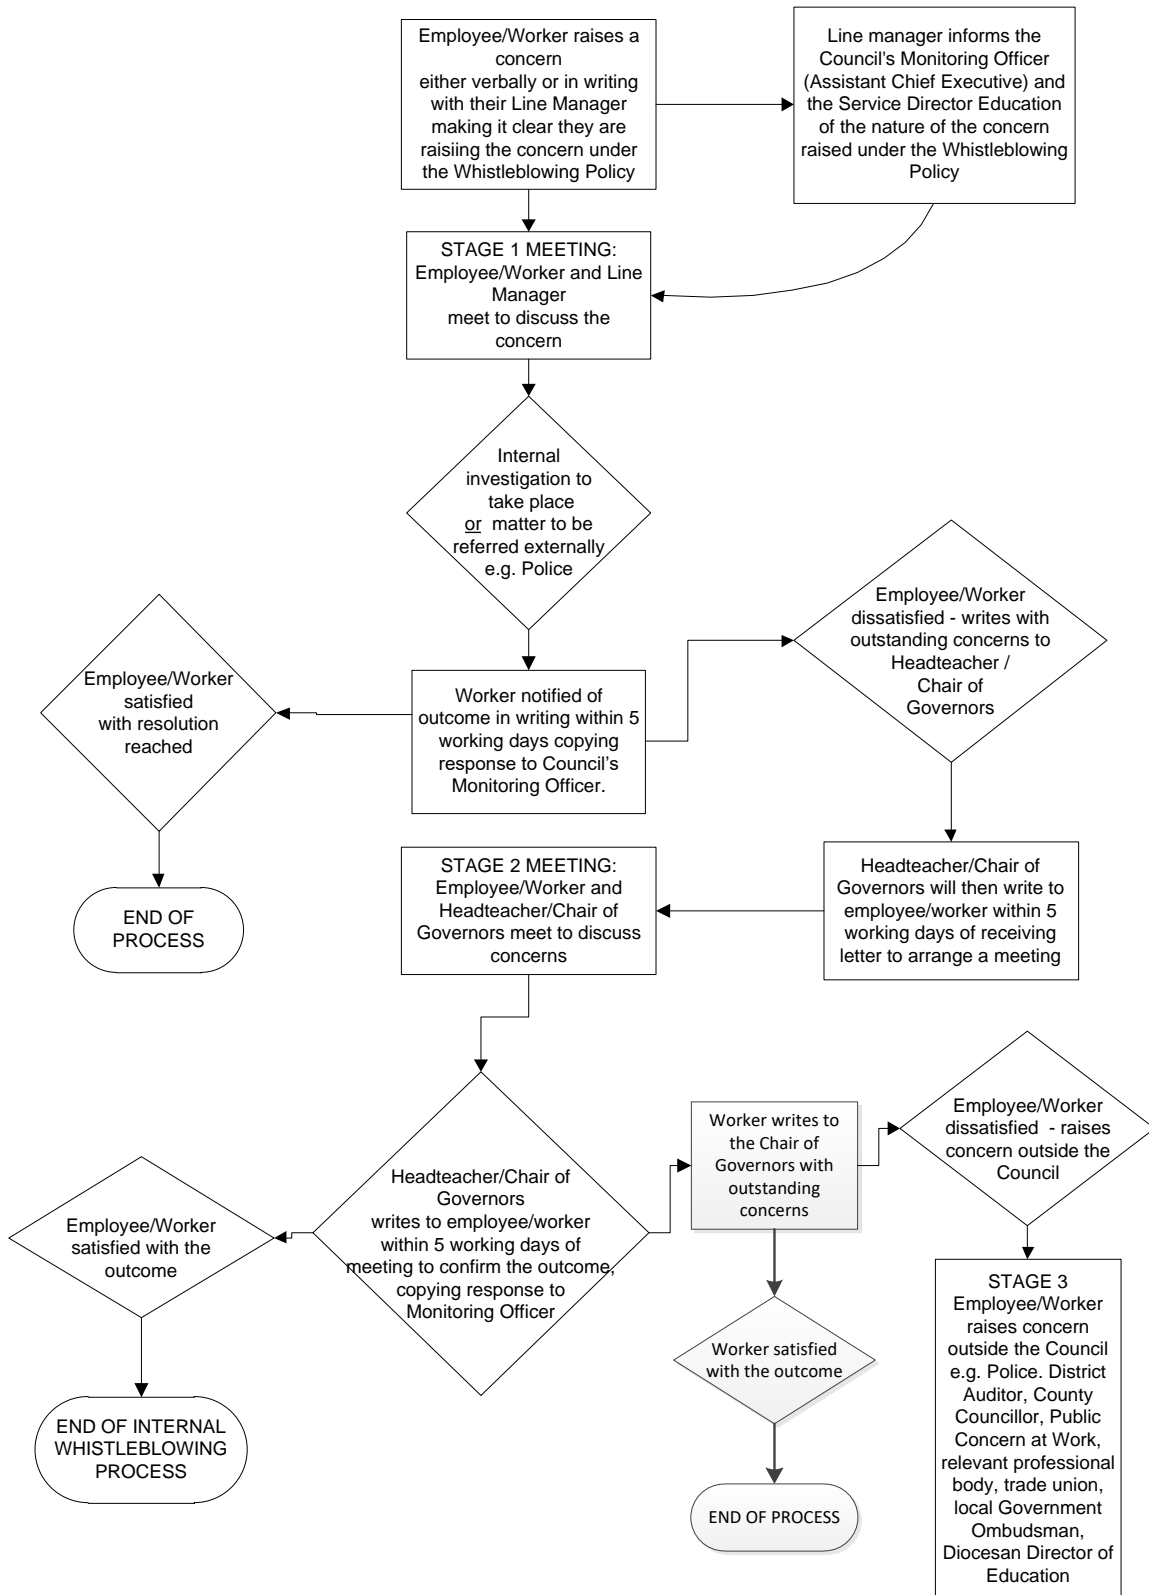 Employee/Worker raises a
concern
either verbally or in writing
with their Line Manager
making it clear they are
raisiing the concern under
the Whistleblowing Policy
Line manager informs the
Council's Monitoring Officer
(Assistant Chief Executive) and
the Service Director Education
of the nature of the concern
raised under the Whistleblowing
Policy
STAGE 1 MEETING:
Employee/Worker and Line
Manager
meet to discuss the
concern
Internal
investigation to
take place
or matter to be
referred externally
e.g. Police
Employee/Worker
dissatisfied - writes with
outstanding concerns to
Headteacher /
Chair of
Governors
Employee/Worker
satisfied
with resolution
reached
Worker notified of
outcome in writing within 5
working days copying
response to Council’s
Monitoring Officer.
END OF
PROCESS
STAGE 2 MEETING:
Employee/Worker and
Headteacher/Chair of
Governors meet to discuss
concerns
Headteacher/Chair of
Governors will then write to
employee/worker within 5
working days of receiving
letter to arrange a meeting
Employee/Worker
satisfied with the
outcome
Headteacher/Chair of
Governors
writes to employee/worker
within 5 working days of
meeting to confirm the outcome,
copying response to
Monitoring Officer
Worker writes to
the Chair of
Governors with
outstanding
concerns
Employee/Worker
dissatisfied - raises
concern outside the
Council
Worker satisfied
with the outcome
END OF INTERNAL
WHISTLEBLOWING
PROCESS
END OF PROCESS
STAGE 3
Employee/Worker
raises concern
outside the Council
e.g. Police. District
Auditor, County
Councillor, Public
Concern at Work,
relevant professional
body, trade union,
local Government
Ombudsman,
Diocesan Director of
Education